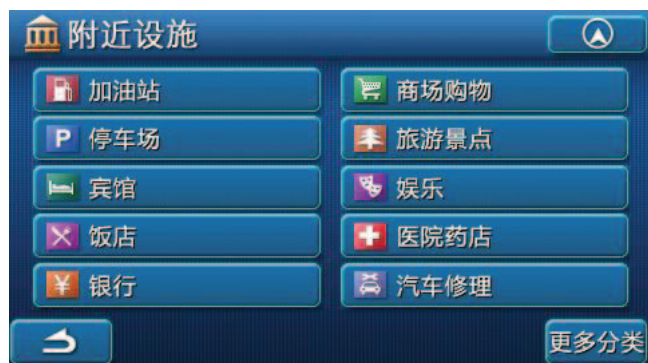 附近设施
加油站
商场购物
P 停车场
旅游景点
宾馆
娱乐
饭店
医院药店
¥ 银行
汽车修理
更多分类